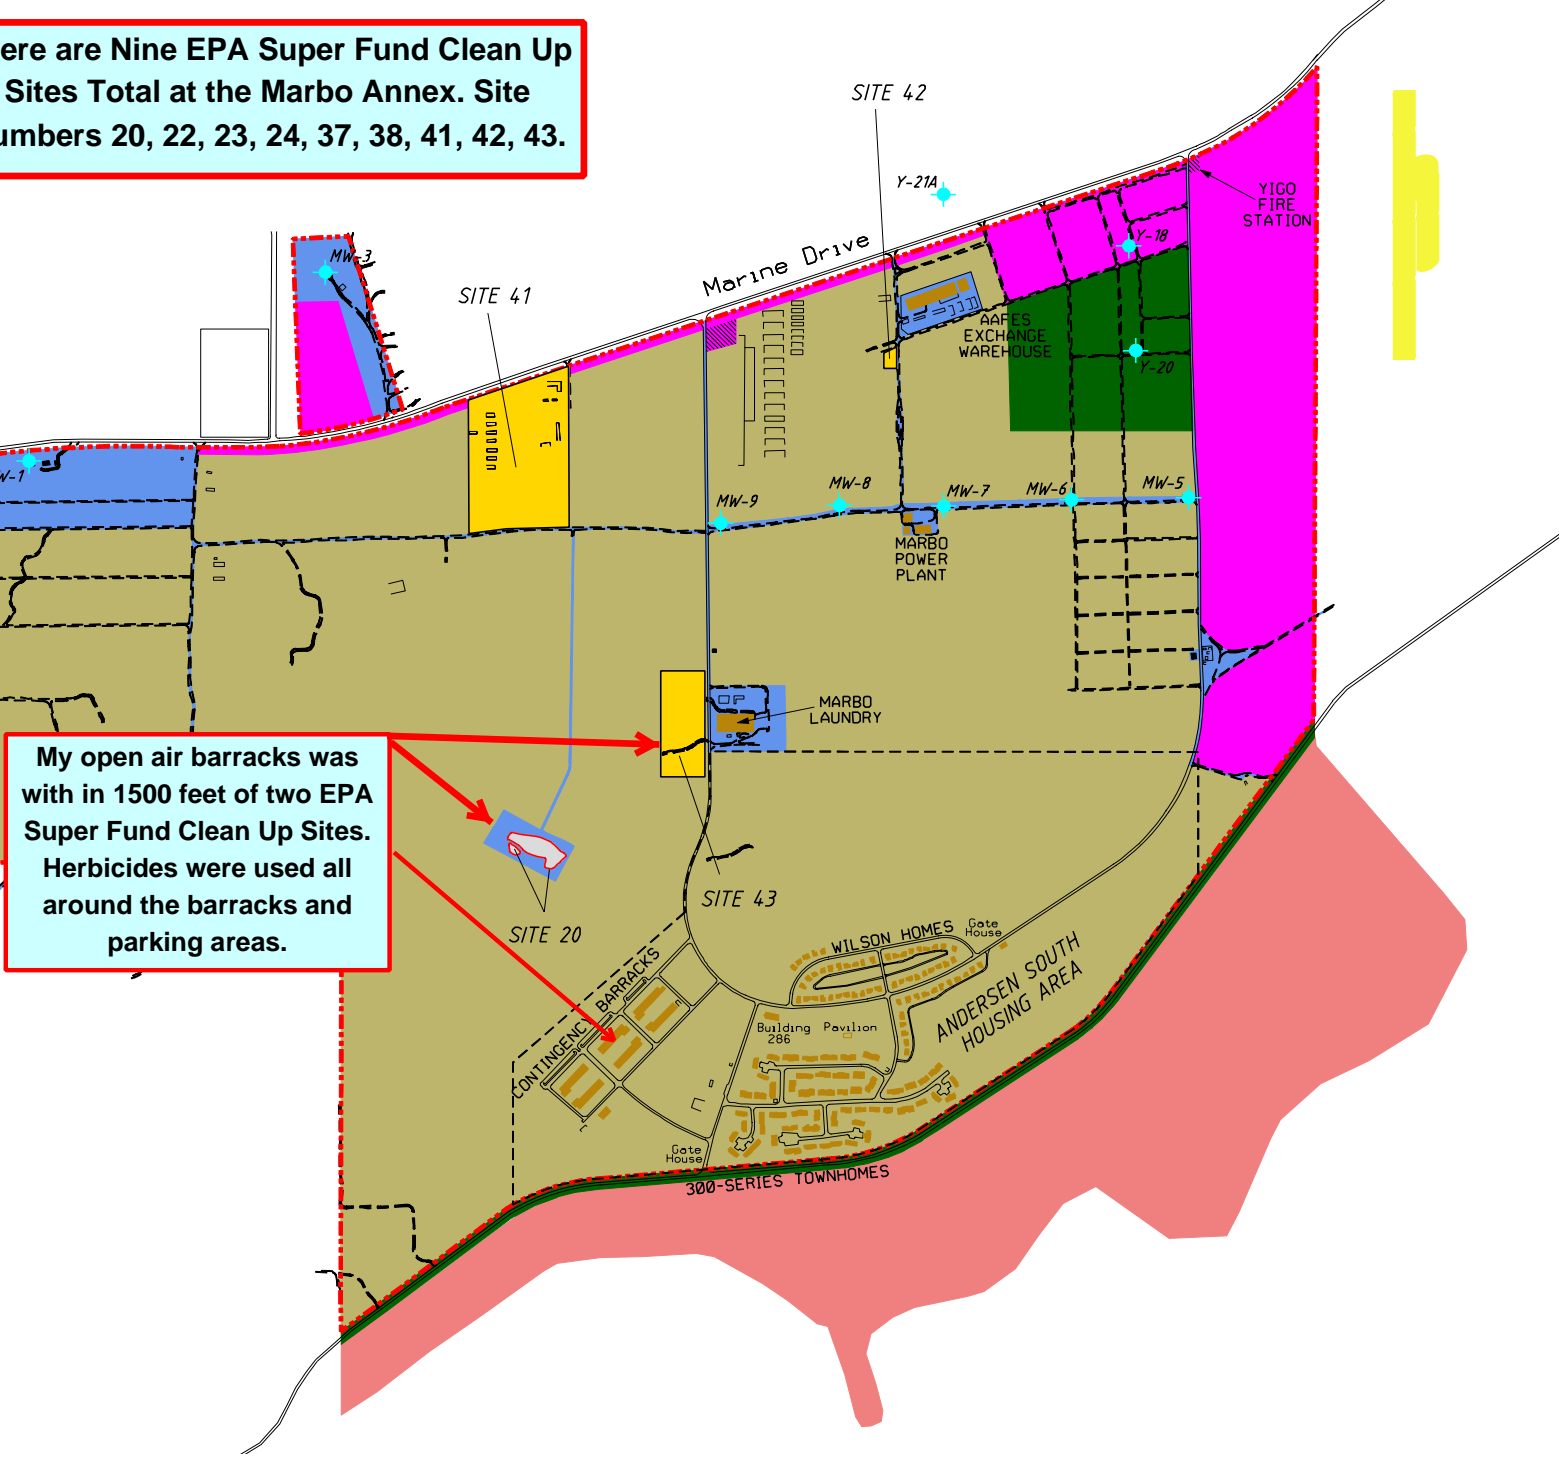 ere are Nine EPA Super Fund Clean Up
Sites Total at the Marbo Annex. Site
umbers 20, 22, 23, 24, 37, 38, 41, 42, 43.
SITE 42
Y-21A
YIGO
FIRE
STATION
Y-18
MW-3
Marine Drive
SITE 41
AAFES
EXCHANGE
WAREHOUSE
Y-20
W-1
MW-9
MW-8
MW-7
MW-6
MW-5
MARBO
POWER
PLANT
MARBO
LAUNDRY
My open air barracks was
with in 1500 feet of two EPA
Super Fund Clean Up Sites.
Herbicides were used all
around the barracks and
parking areas.
SITE 43
SITE 20
WILSON HOMES
Gate
House
CONTINGENCY BARRACKS
ANDERSEN SOUTH
HOUSING AREA
Building
286
Pavilion
Gate
House
300-SERIES TOWNHOMES